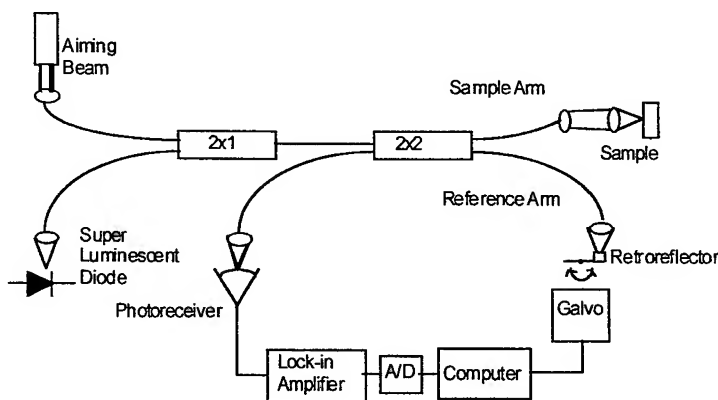 Aiming
Beam
Sample Arm
2x1
2x2
Sample
Reference Arm
Super
Luminescent
Diode
Retroreflector
Photoreceiver
Galvo
Lock-in
Amplifier
A/D
Computer